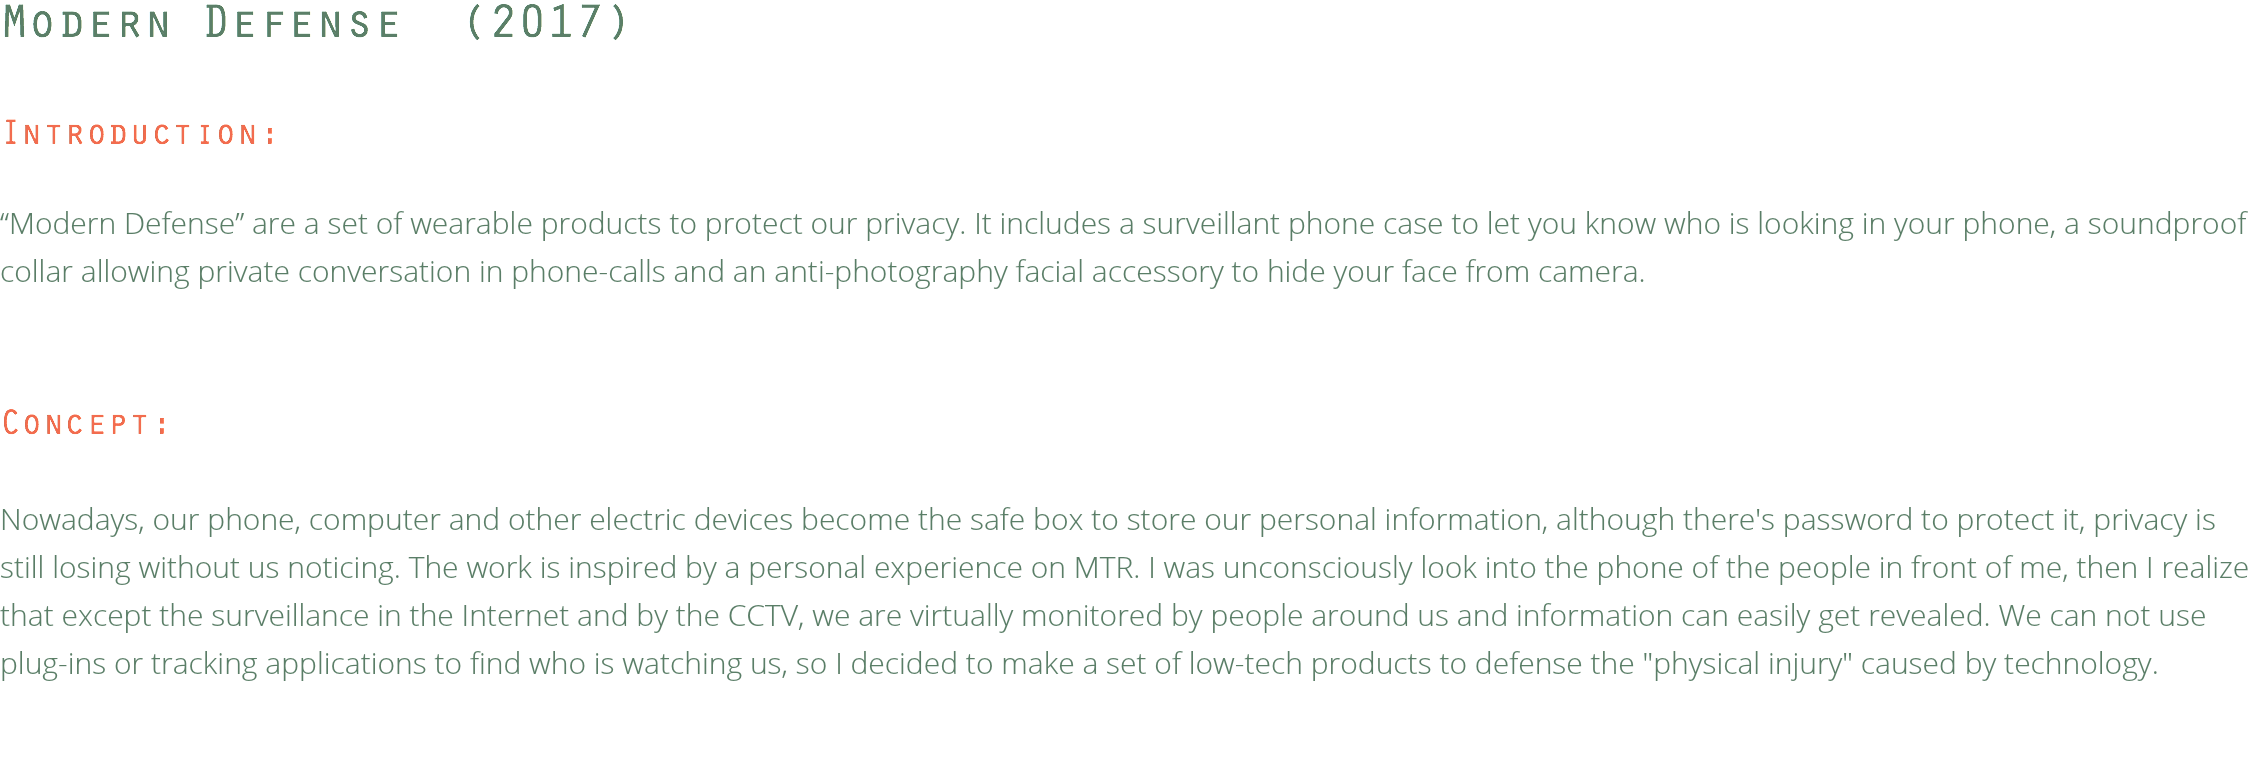 Modern Defense (2017)
Introduction:
“Modern Defense” are a set of wearable products to protect our privacy. It includes a surveillant phone case to let you know who is looking in your phone, a soundproof
collar allowing private conversation in phone-calls and an anti-photography facial accessory to hide your face from camera.
Concept:
Nowadays, our phone, computer and other electric devices become the safe box to store our personal information, although there's password to protect it, privacy is
still losing without us noticing. The work is inspired by a personal experience on MTR. I was unconsciously look into the phone of the people in front of me, then I realize
that except the surveillance in the Internet and by the CCTV, we are virtually monitored by people around us and information can easily get revealed. We can not use
plug-ins or tracking applications to find who is watching us, so I decided to make a set of low-tech products to defense the "physical injury" caused by technology.